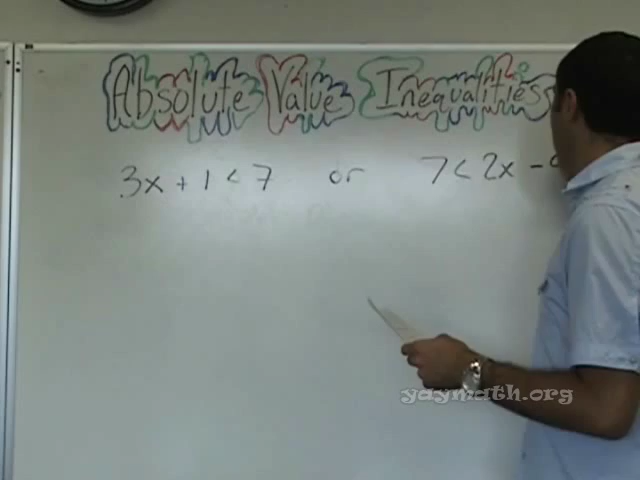 Absolute Value Inequalities
3x + 1 < 7 or 7 < 2x -
yaymath.org